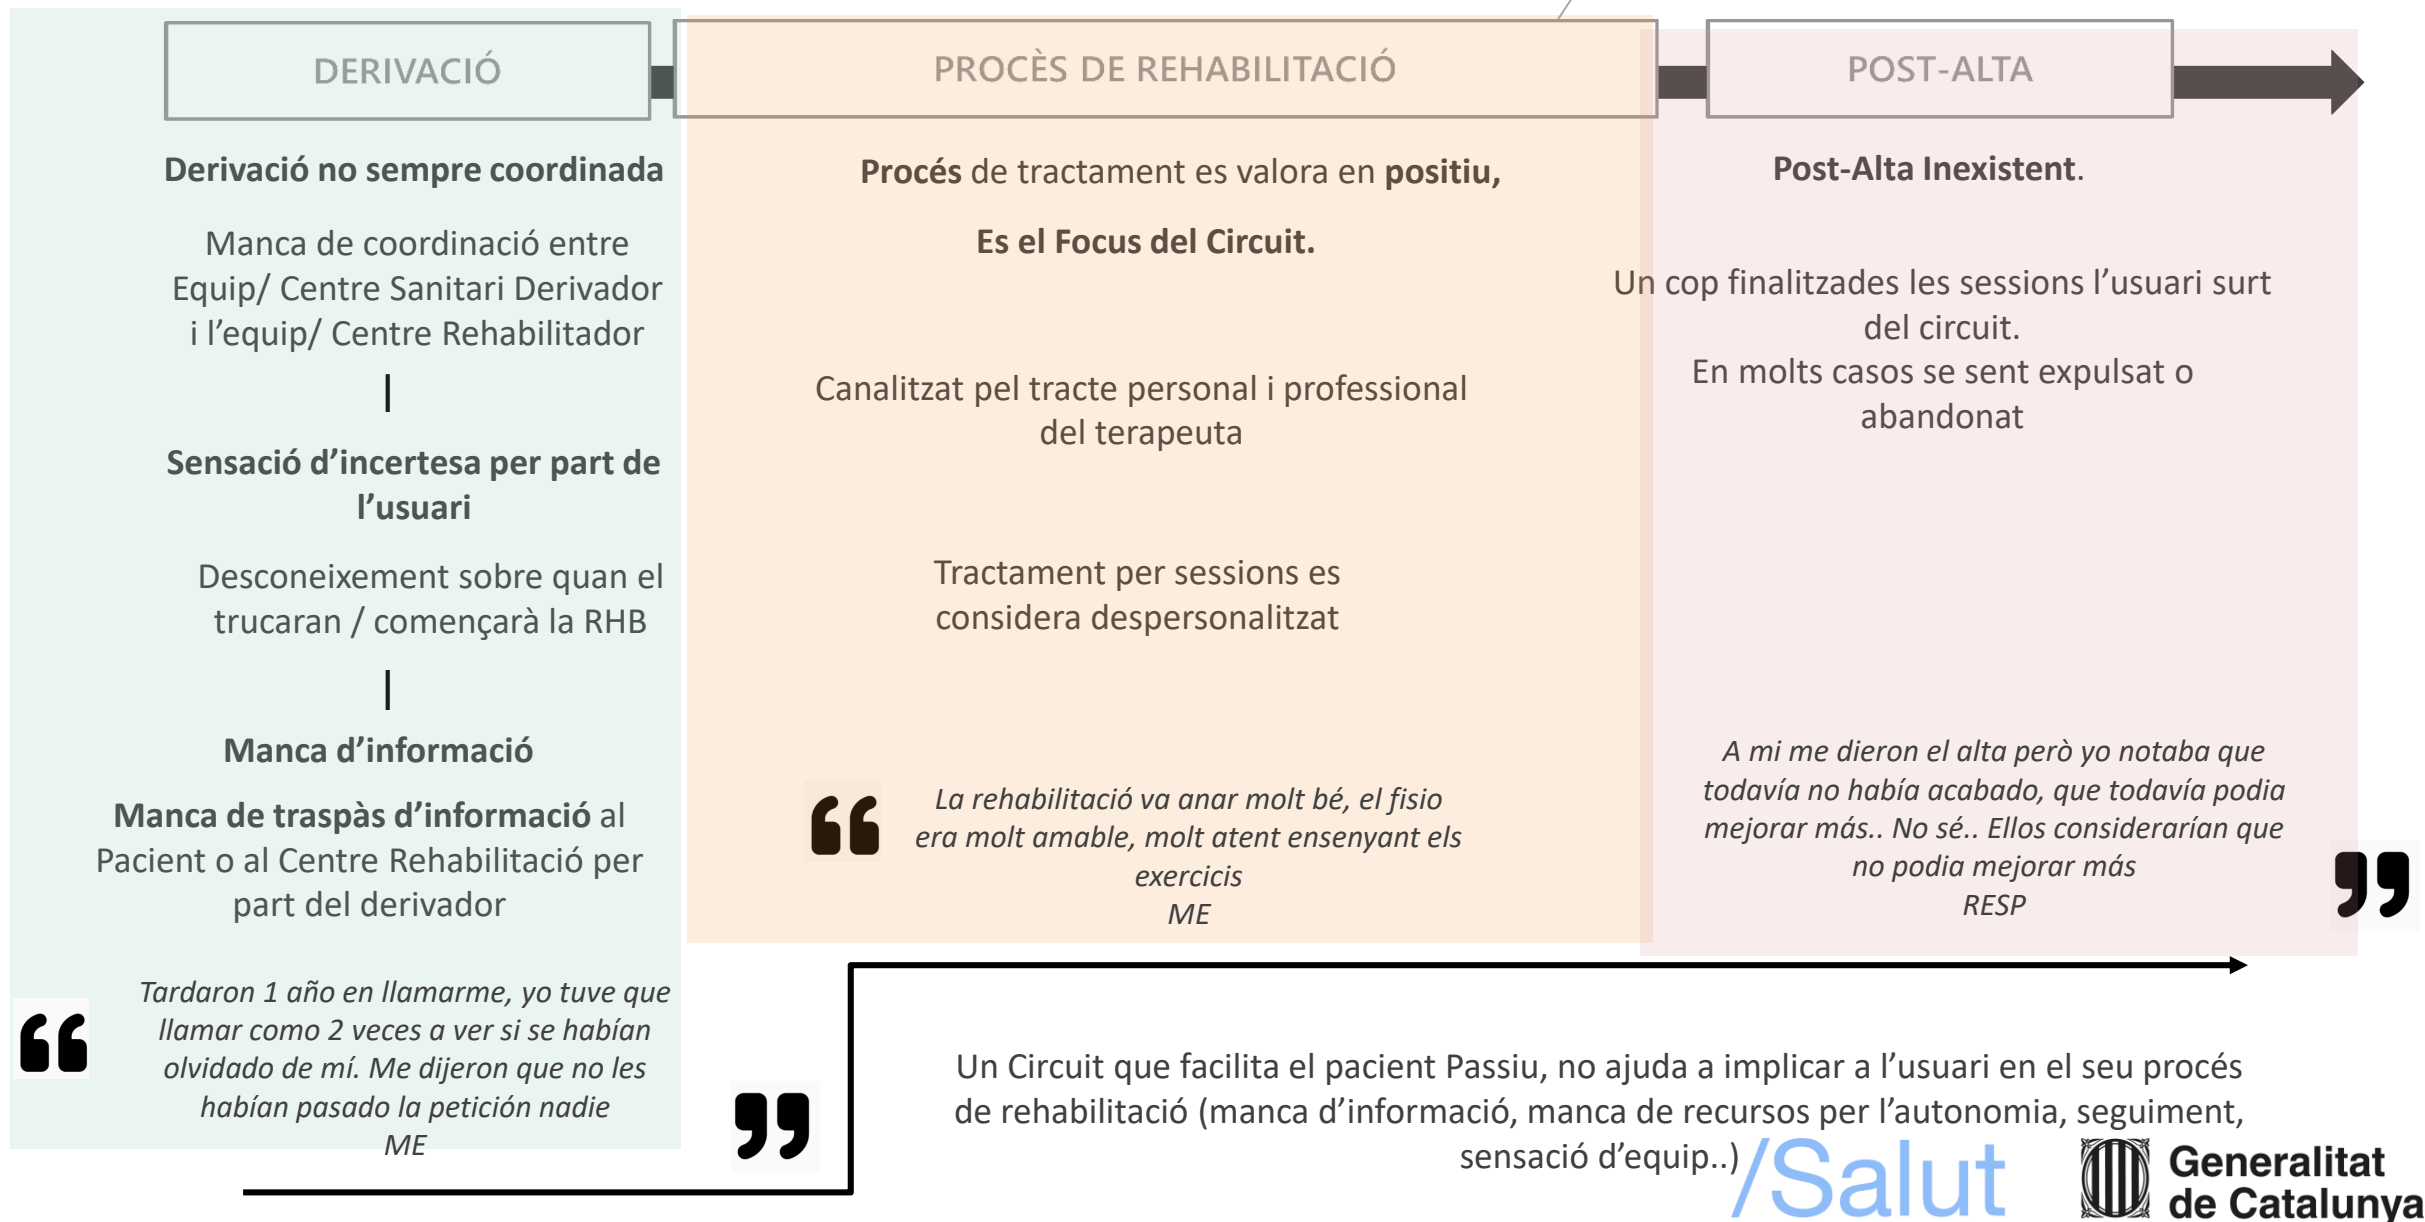 DERIVACIÓ
Derivació no sempre coordinada
Manca de coordinació entre
Equip/ Centre Sanitari Derivador
i l’equip/ Centre Rehabilitador
|
Sensació d’incertesa per part de
l’usuari
Desconeixement sobre quan el
trucaran / començarà la RHB
|
Manca d’informació
Manca de traspàs d’informació al
Pacient o al Centre Rehabilitació per
part del derivador
“
Tardaron 1 año en llamarme, yo tuve que
llamar como 2 veces a ver si se habían
olvidado de mí. Me dijeron que no les
habían pasado la petición nadie
ME
”
PROCÈS DE REHABILITACIÓ
Procés de tractament es valora en positiu,
Es el Focus del Circuit.
Canalitzat pel tracte personal i professional
del terapeuta
Tractament per sessions es
considera despersonalitzat
“
La rehabilitació va anar molt bé, el fisio
era molt amable, molt atent ensenyant els
exercicis
ME
POST-ALTA
Post-Alta Inexistent.
Un cop finalitzades les sessions l’usuari surt
del circuit.
En molts casos se sent expulsat o
abandonat
A mi me dieron el alta però yo notaba que
todavía no había acabado, que todavía podia
mejorar más.. No sé.. Ellos considerarían que
no podia mejorar más
RESP
”
Un Circuit que facilita el pacient Passiu, no ajuda a implicar a l’usuari en el seu procés
de rehabilitació (manca d’informació, manca de recursos per l’autonomia, seguiment,
sensació d’equip..)
/Salut
Generalitat
de Catalunya